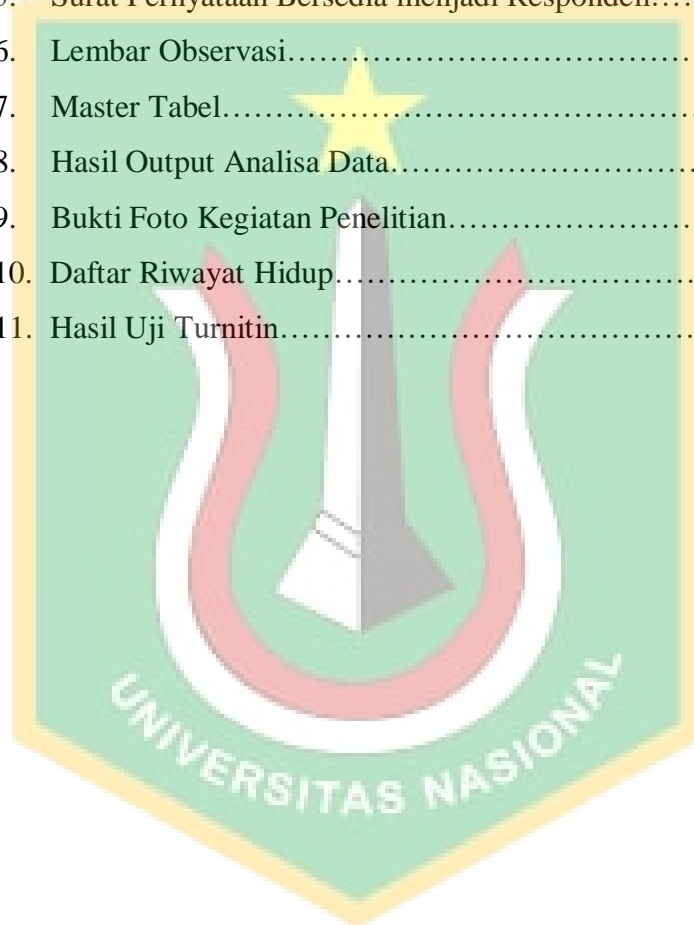 5. Surat Pernyataan Bersedia menjadi Responden……
6. Lembar Observasi…………………………………………
7. Master Tabel………………………………………………
8. Hasil Output Analisa Data………………………………
9. Bukti Foto Kegiatan Penelitian………………………
10. Daftar Riwayat Hidup……………………………………
11. Hasil Uji Turnitin…………………………………………
UNIVERSITAS NASIONAL